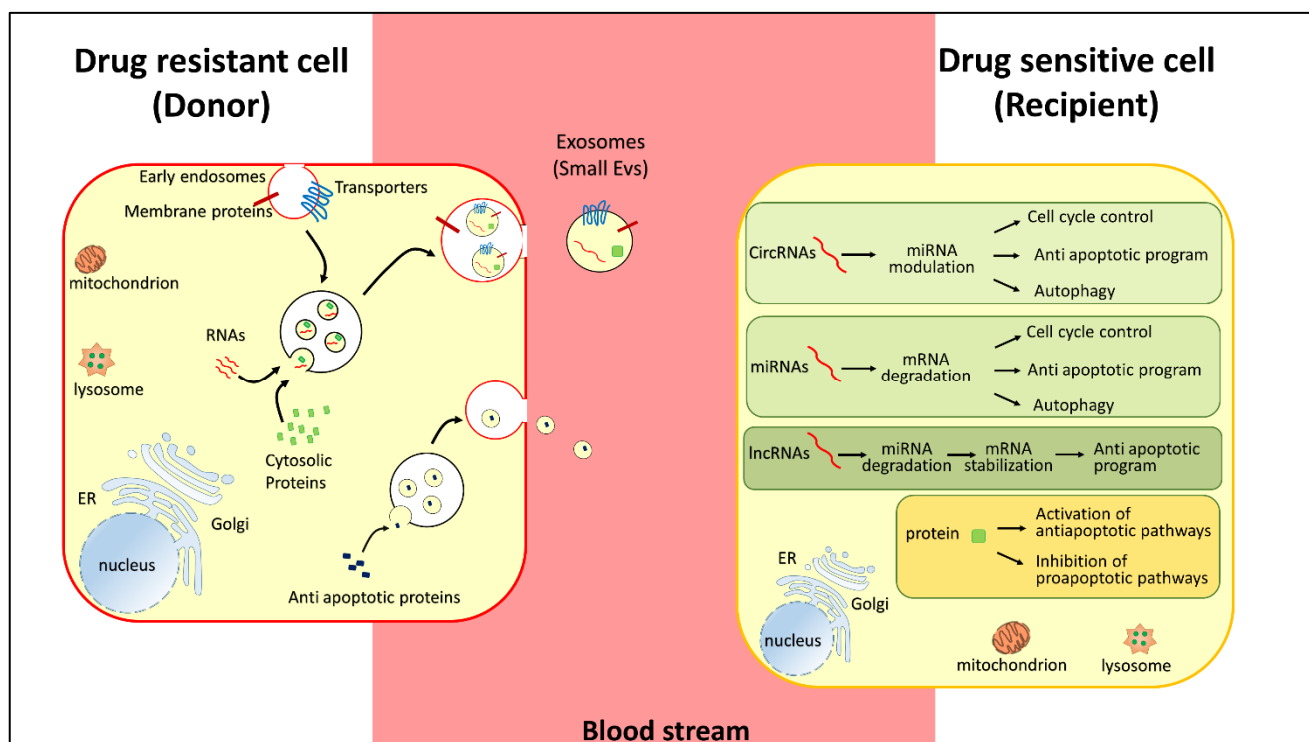 Drug resistant cell
(Donor)
Drug sensitive cell
(Recipient)
Exosomes
(Small Evs)
Early endosomes
Transporters
Membrane proteins
mitochondrion
RNAs
lysosome
Cytosolic
Proteins
ER
Golgi
nucleus
Anti apoptotic proteins
CircRNAs
miRNA
modulation
Cell cycle control
Anti apoptotic program
Autophagy
miRNAs
mRNA
degradation
Cell cycle control
Anti apoptotic program
Autophagy
lncRNAs
miRNA
degradation
mRNA
stabilization
Anti apoptotic
program
protein
Activation of
antiapoptotic pathways
Inhibition of
proapoptotic pathways
ER
Golgi
nucleus
mitochondrion
lysosome
Blood stream